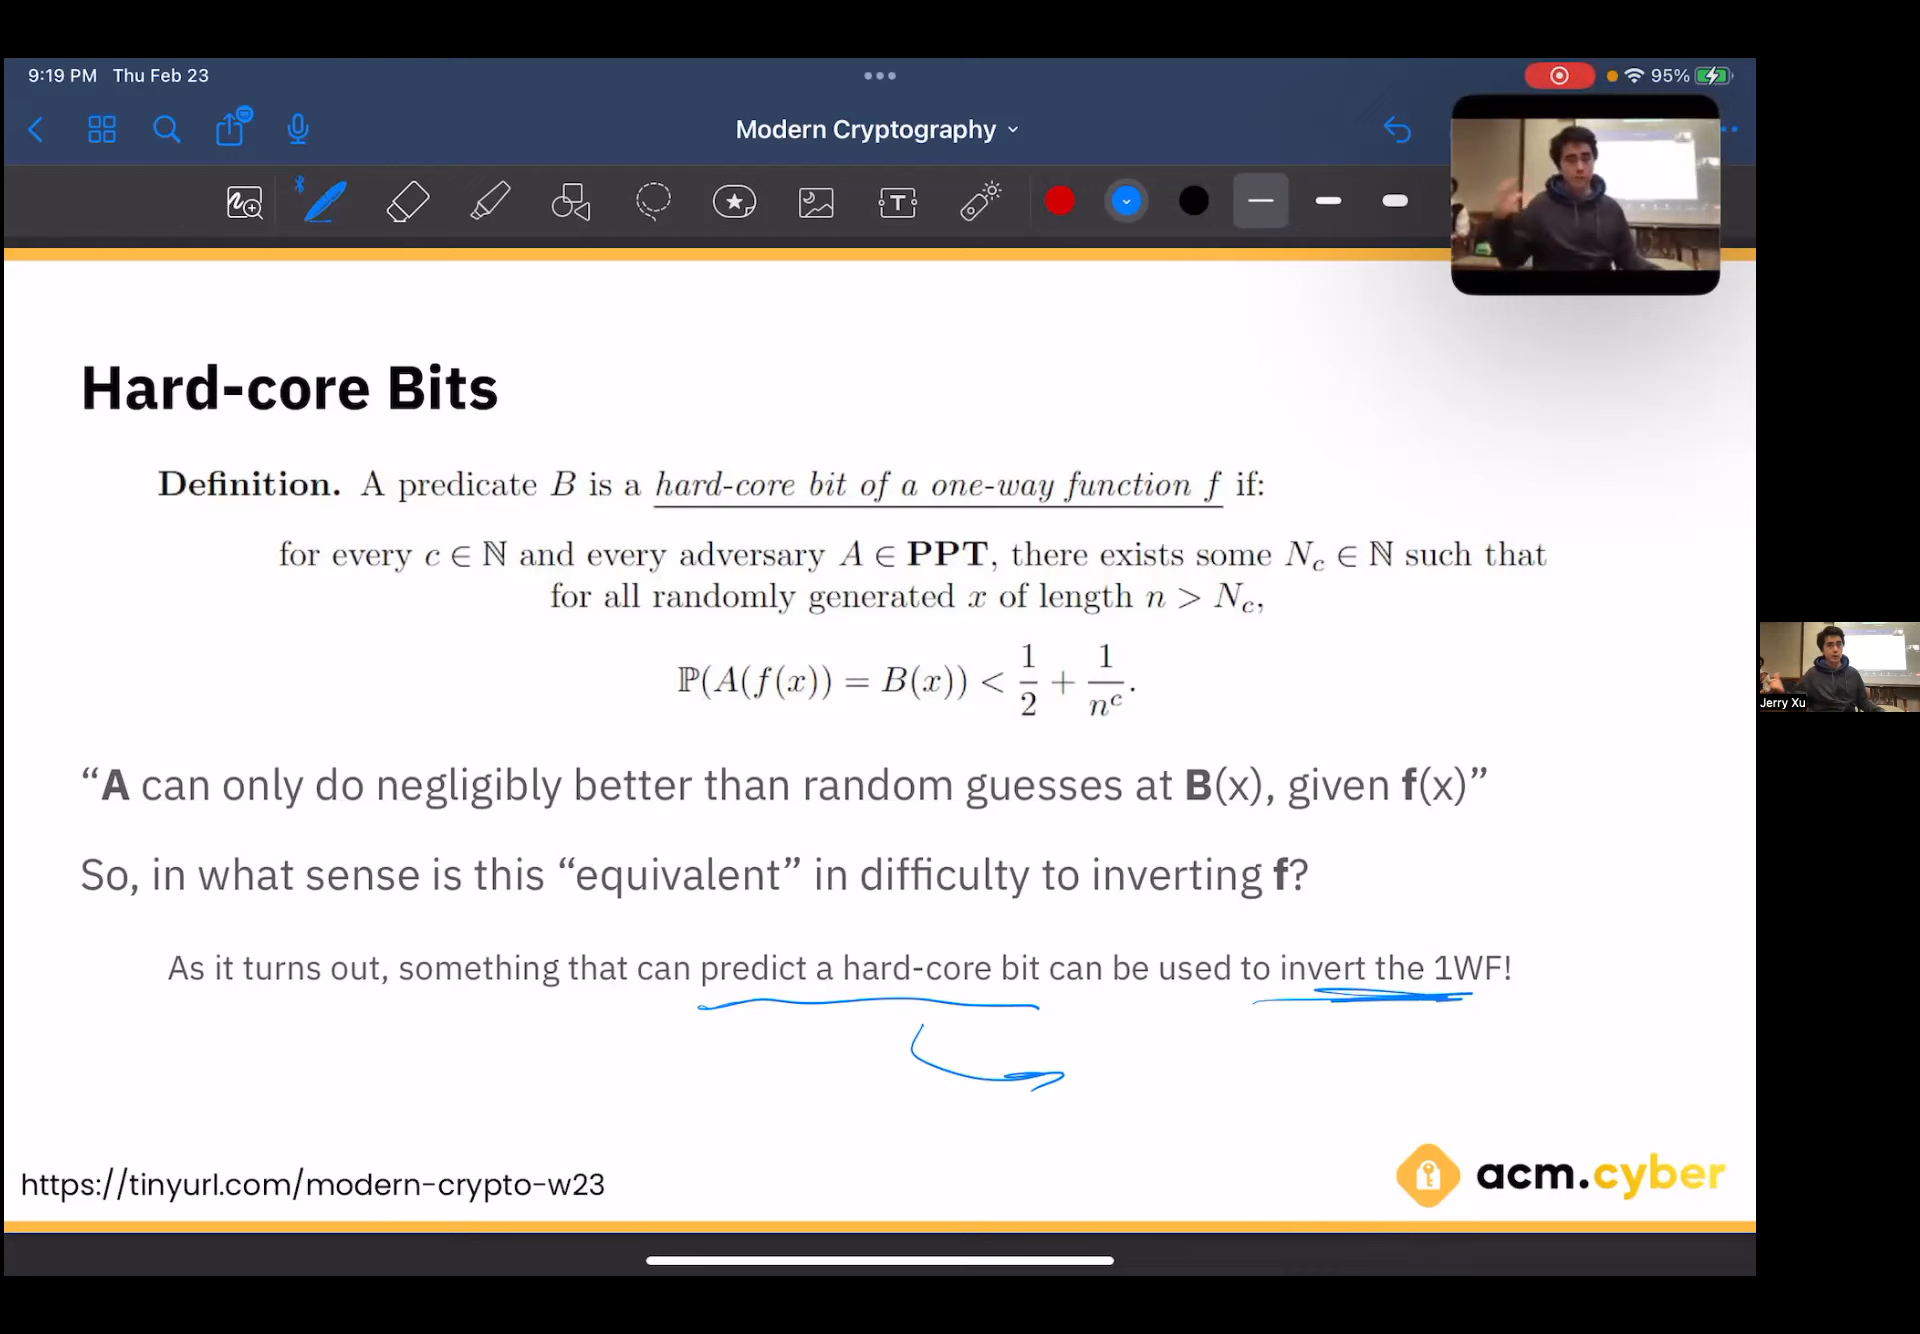 9:19 PM Thu Feb 23
95%
Modern Cryptography
T
Hard-core Bits
Definition. A predicate B is a hard-core bit of a one-way function f if:
for every c ∈ ℕ and every adversary A ∈ PPT, there exists some N_c ∈ ℕ such that
for all randomly generated x of length n > N_c,
ℙ(A(f(x)) = B(x)) < 1/2 + 1/n^c.
“A can only do negligibly better than random guesses at B(x), given f(x)”
So, in what sense is this “equivalent” in difficulty to inverting f?
As it turns out, something that can predict a hard-core bit can be used to invert the 1WF!
https://tinyurl.com/modern-crypto-w23
acm.cyber
Jerry Xu